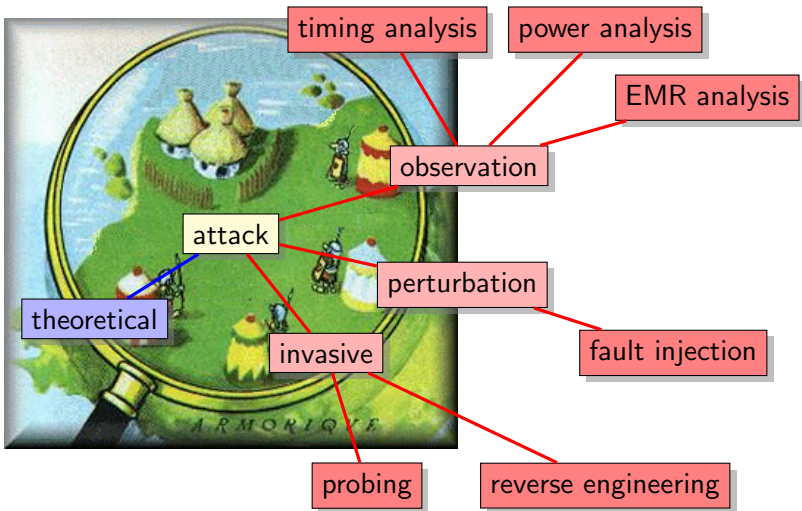 timing analysis
power analysis
EMR analysis
observation
attack
perturbation
theoretical
invasive
fault injection
ARMORIQUE
probing
reverse engineering